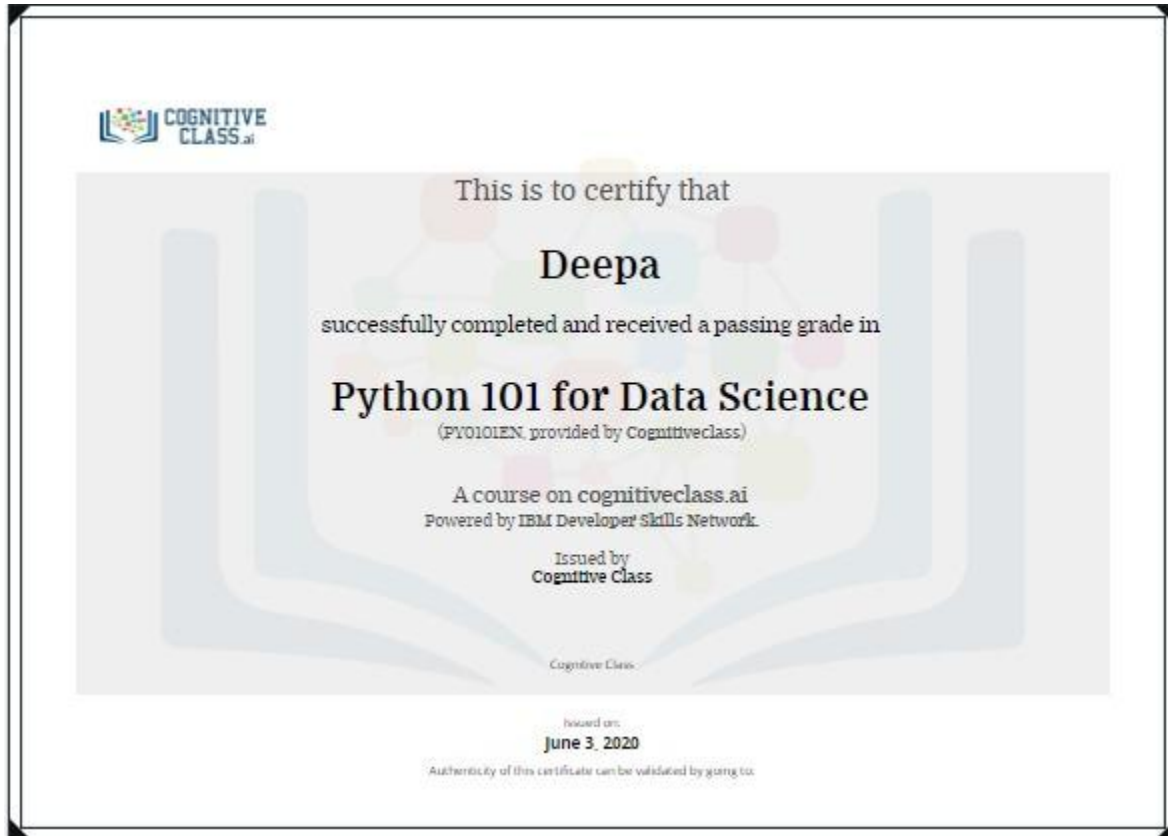 COGNITIVE
CLASS.ai
This is to certify that
Deepa
successfully completed and received a passing grade in
Python 101 for Data Science
(PY0101EN, provided by Cognitiveclass)
A course on cognitiveclass.ai
Powered by IBM Developer Skills Network.
Issued by
Cognitive Class
Cognitive Class
Issued on:
June 3, 2020
Authenticity of this certificate can be validated by going to: